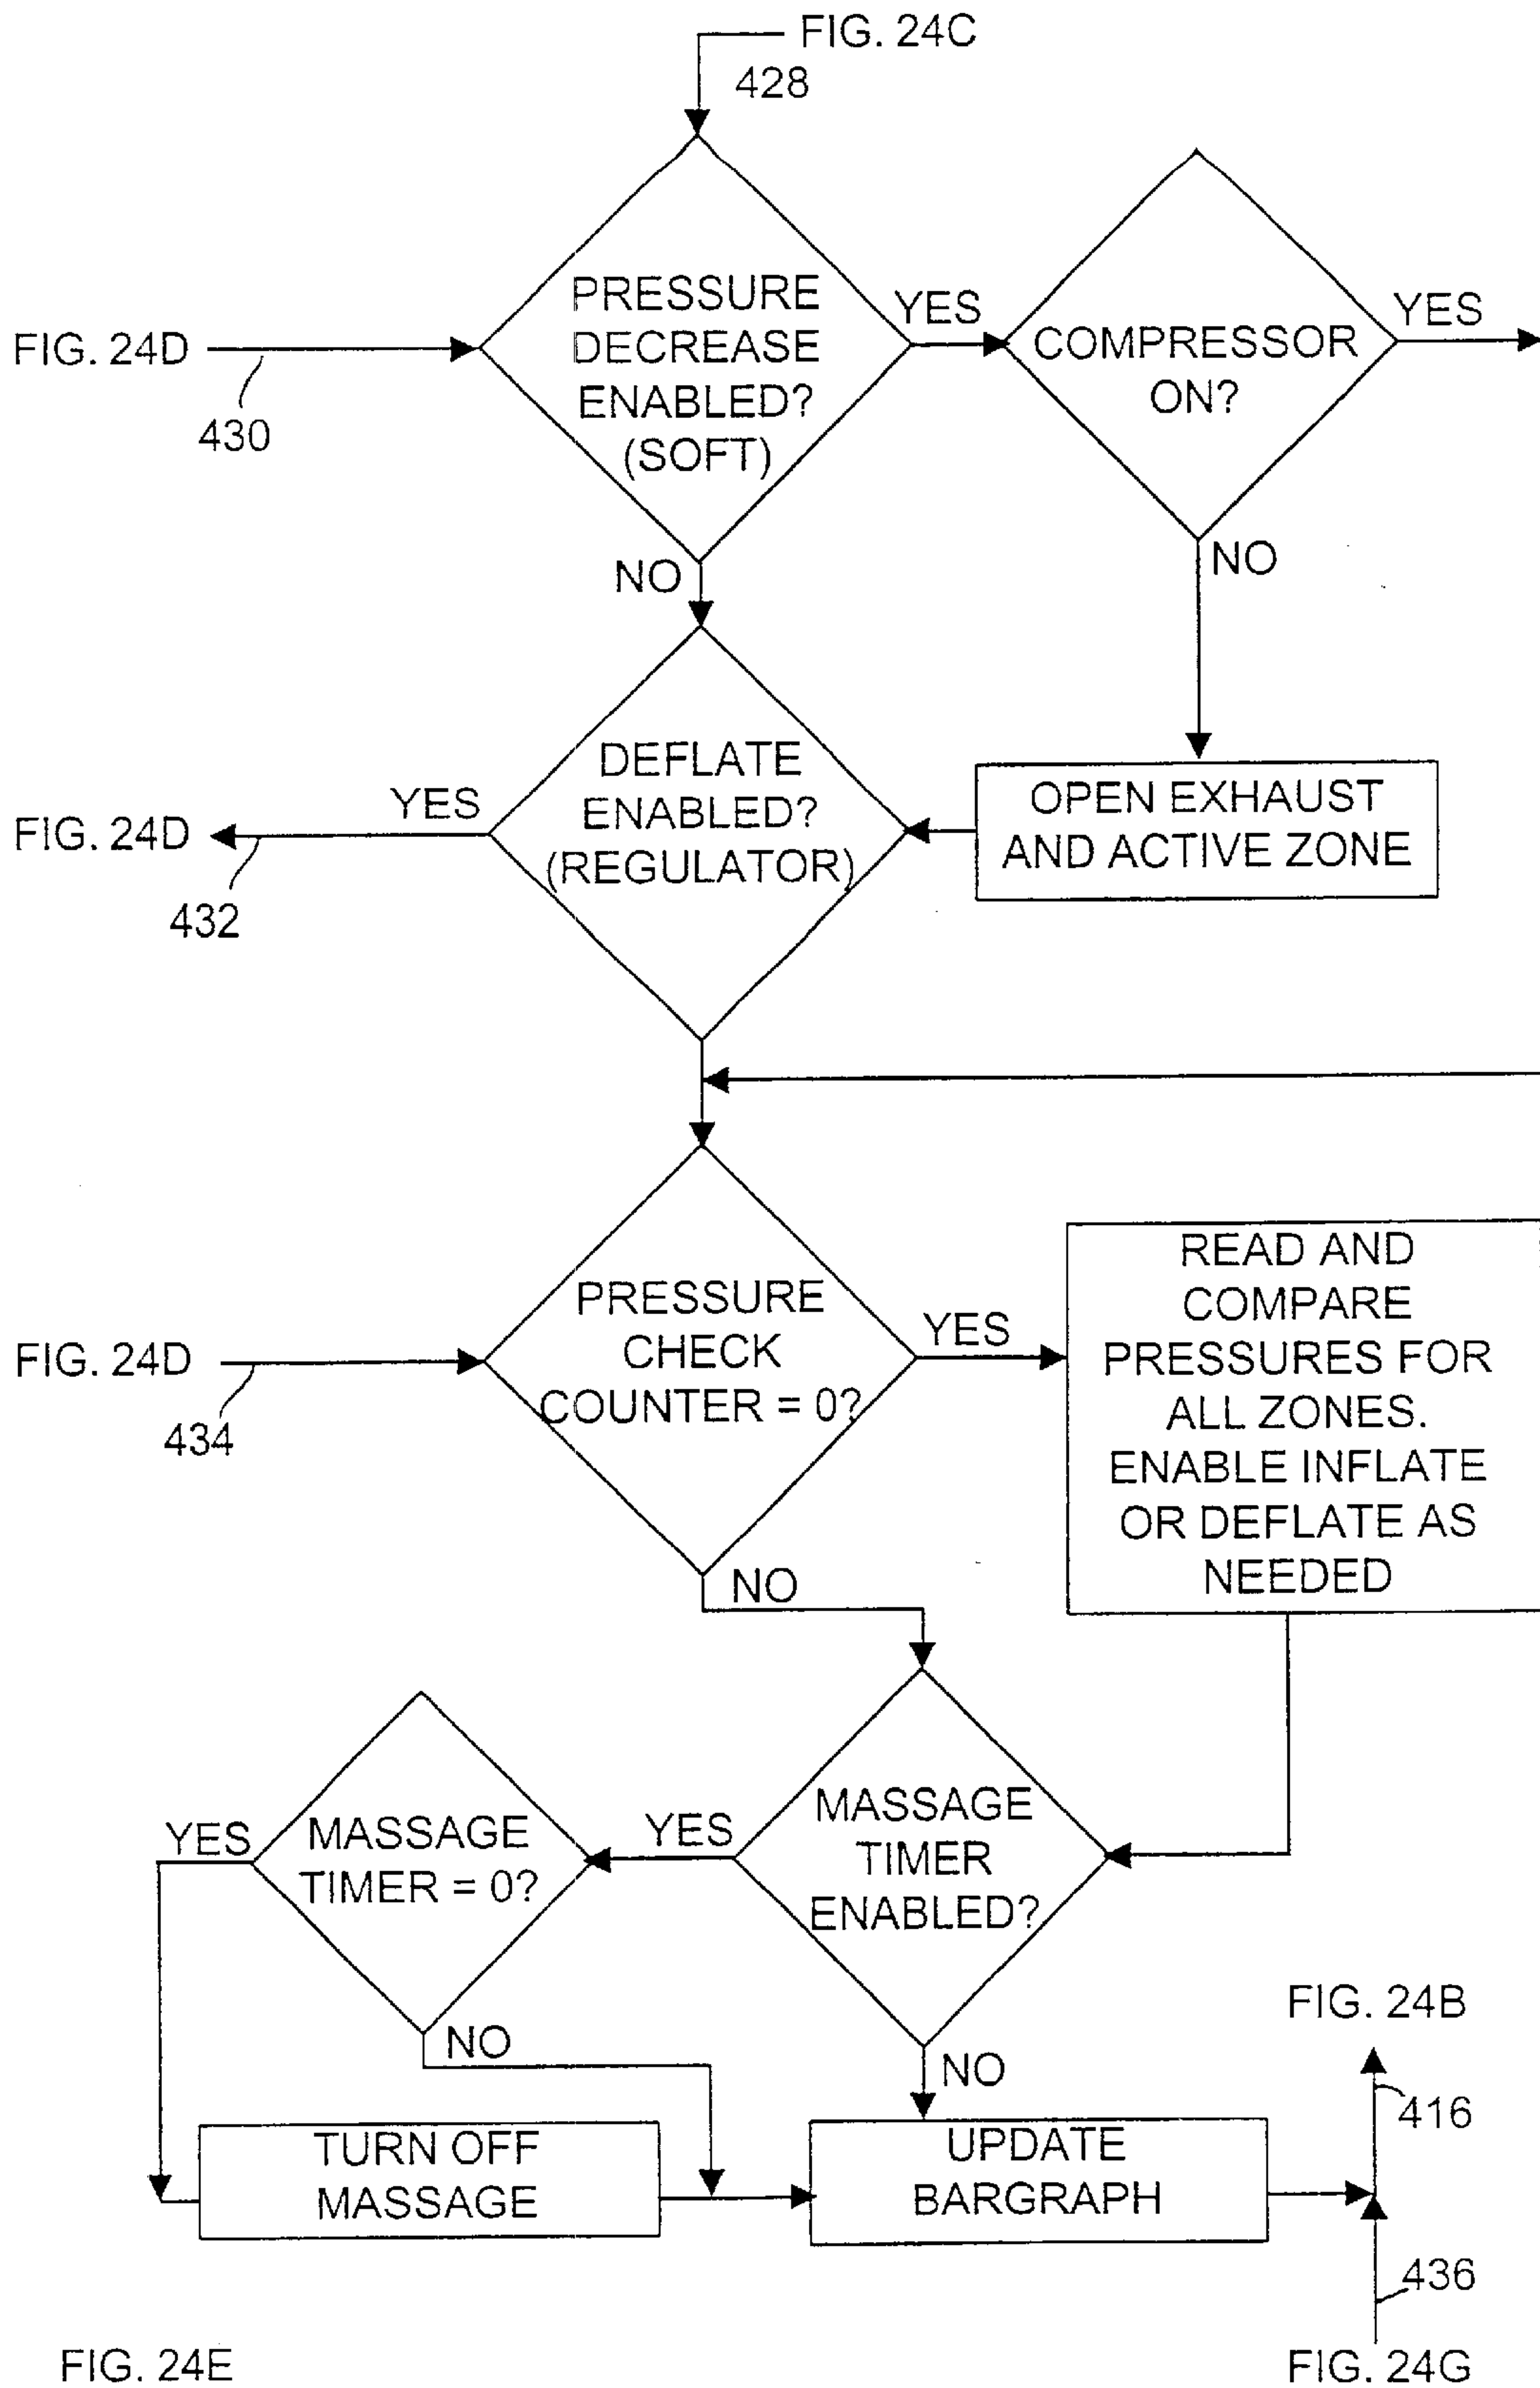 FIG. 24C
428
PRESSURE
DECREASE
ENABLED?
(SOFT)
YES
COMPRESSOR
ON?
YES
FIG. 24D
430
NO
NO
DEFLATE
ENABLED?
(REGULATOR)
YES
FIG. 24D
432
OPEN EXHAUST
AND ACTIVE ZONE
PRESSURE
CHECK
COUNTER = 0?
YES
FIG. 24D
434
READ AND
COMPARE
PRESSURES FOR
ALL ZONES.
ENABLE INFLATE
OR DEFLATE AS
NEEDED
NO
MASSAGE
TIMER
ENABLED?
YES
MASSAGE
TIMER = 0?
YES
NO
NO
TURN OFF
MASSAGE
UPDATE
BARGRAPH
FIG. 24B
416
436
FIG. 24G
FIG. 24E